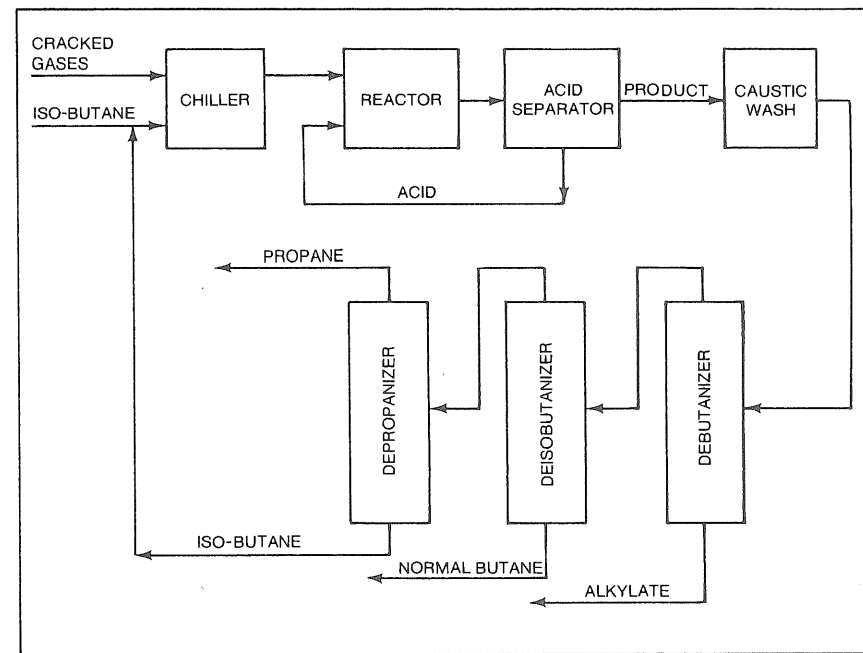 CRACKED
GASES
ISO-BUTANE
CHILLER
REACTOR
ACID
SEPARATOR
PRODUCT
CAUSTIC
WASH
ACID
PROPANE
DEPROPANIZER
DEISOBUTANIZER
DEBUTANIZER
ISO-BUTANE
NORMAL BUTANE
ALKYLATE